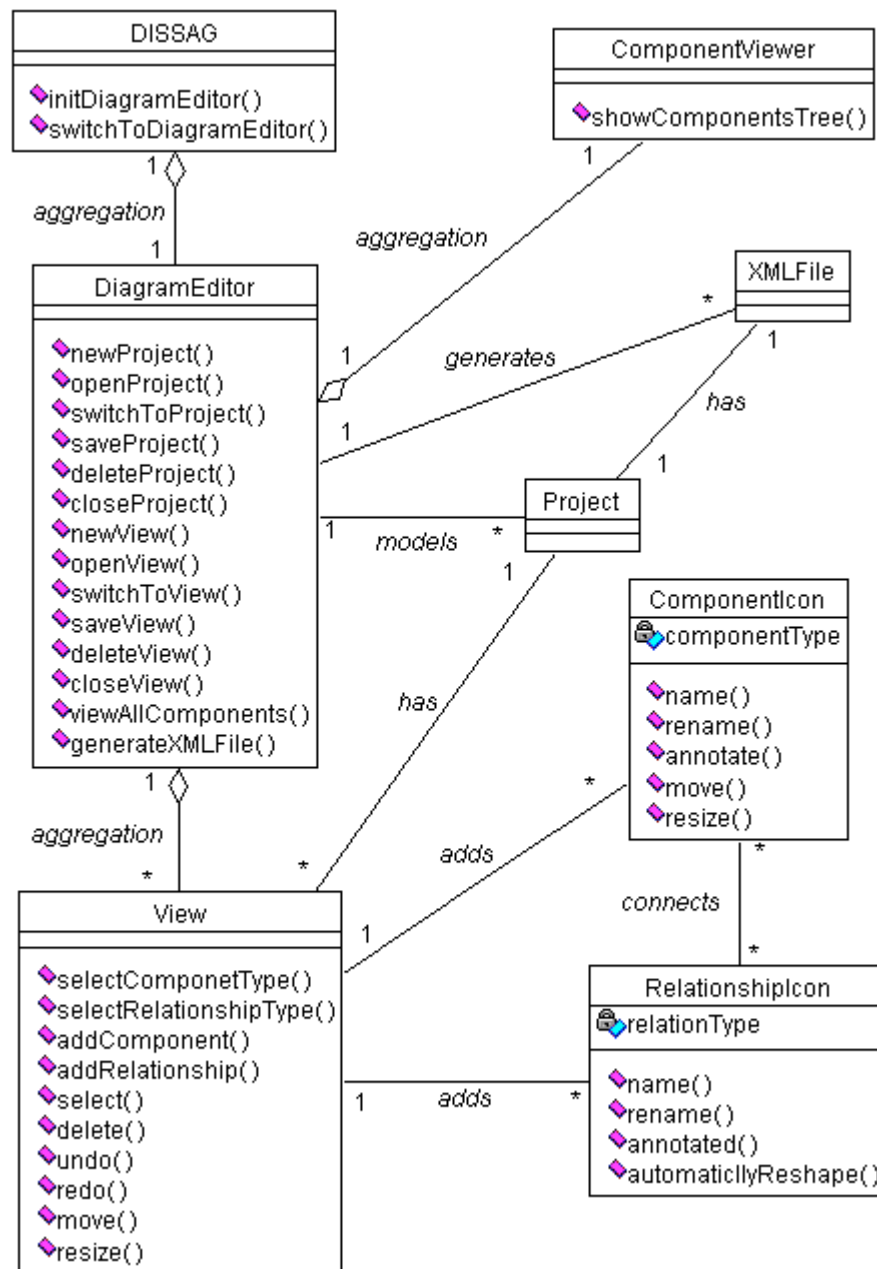 DISSAG
initDiagramEditor()
switchToDiagramEditor()
ComponentViewer
showComponentsTree()
1
aggregation
1
1
aggregation
1
DiagramEditor
newProject()
openProject()
switchToProject()
saveProject()
deleteProject()
closeProject()
newView()
openView()
switchToView()
saveView()
deleteView()
closeView()
viewAllComponents()
generateXMLFile()
XMLFile
*
generates
1
1
has
1
Project
1
models
*
1
has
*
ComponentIcon
componentType
name()
rename()
annotate()
move()
resize()
1
aggregation
*
*
adds
1
*
connects
*
View
selectComponetType()
selectRelationshipType()
addComponent()
addRelationship()
select()
delete()
undo()
redo()
move()
resize()
RelationshipIcon
relationType
name()
rename()
annotated()
automaticllyReshape()
1
adds
*